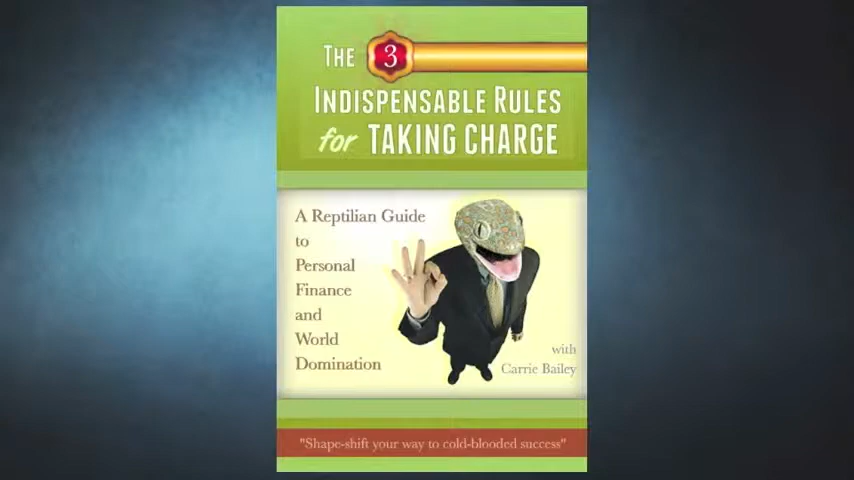 THE 3
INDISPENSABLE RULES
for TAKING CHARGE
A Reptilian Guide
to
Personal
Finance
and
World
Domination
with
Carrie Bailey
"Shape-shift your way to cold-blooded success"